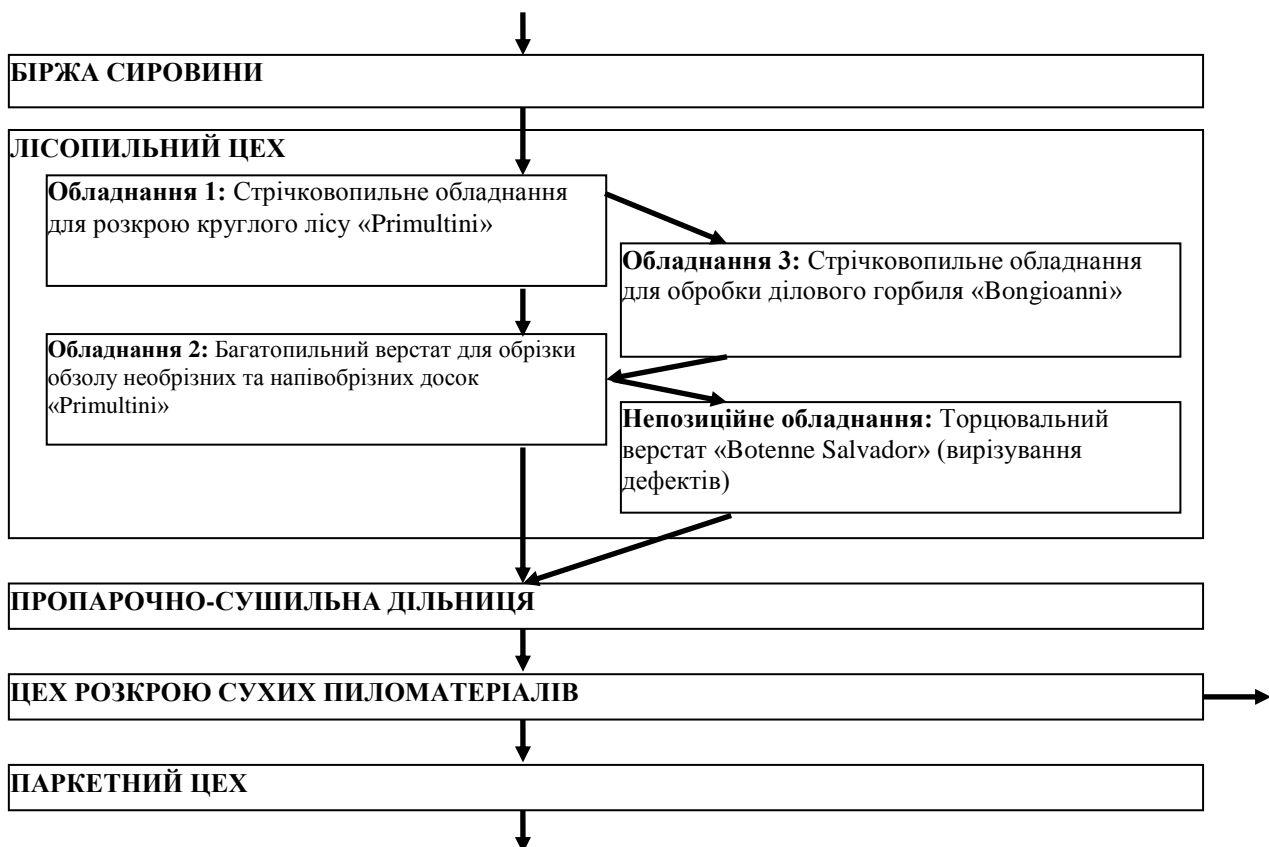 БІРЖА СИРОВИНИ
ЛІСОПИЛЬНИЙ ЦЕХ
Обладнання 1: Стрічковопильне обладнання
для розкрою круглого лісу «Primultini»
Обладнання 3: Стрічковопильне обладнання
для обробки ділового горбиля «Bongioanni»
Обладнання 2: Багатопильний верстат для обрізки
обзолу необрізних та напівобрізних досок
«Primultini»
Непозиційне обладнання: Торцювальний
верстат «Botenne Salvador» (вирізування
дефектів)
ПРОПАРОЧНО-СУШИЛЬНА ДІЛЬНИЦЯ
ЦЕХ РОЗКРОЮ СУХИХ ПИЛОМАТЕРІАЛІВ
ПАРКЕТНИЙ ЦЕХ